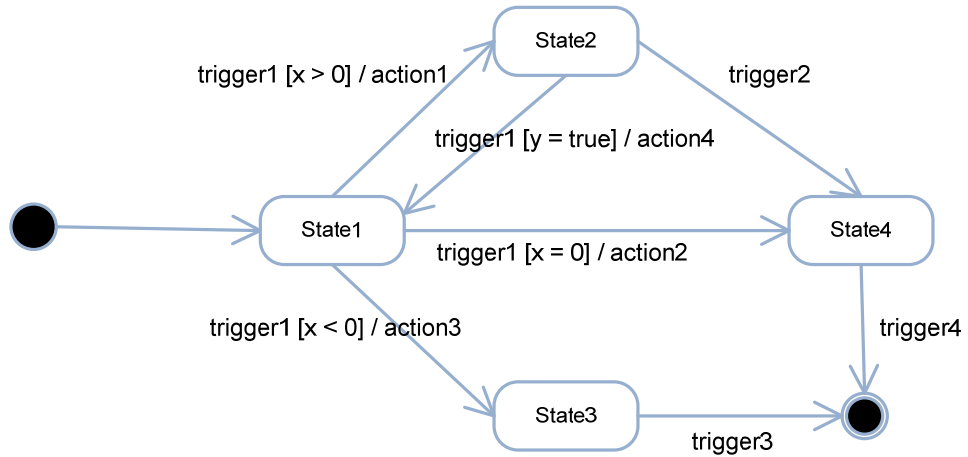 State2
trigger1 [x > 0] / action1
trigger2
trigger1 [y = true] / action4
State1
State4
trigger1 [x = 0] / action2
trigger1 [x < 0] / action3
trigger4
State3
trigger3